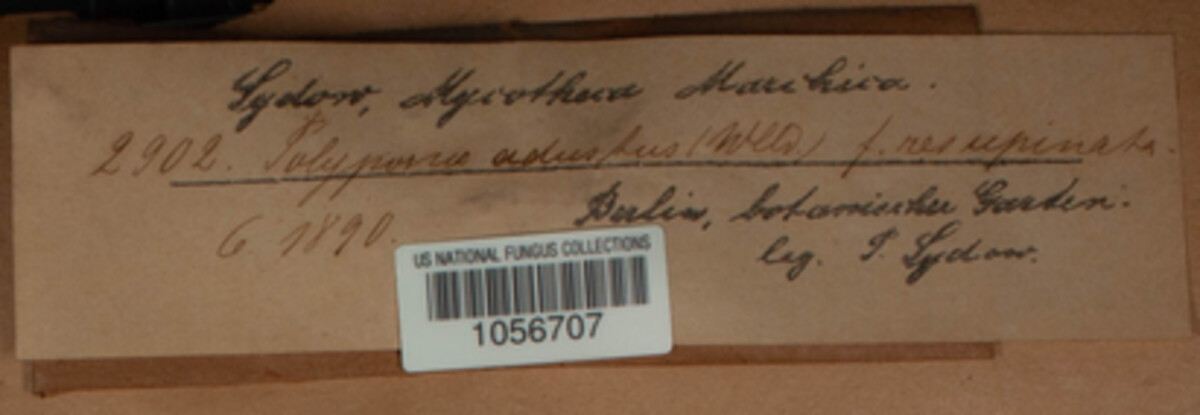 Sydow, Mycotheca Marchica.
2902. Polyporus adustus (Wlld) f. resupinata.
Berlin, botanischer Garten.
6. 1890.
leg. P. Sydow.
US NATIONAL FUNGUS COLLECTIONS
1056707